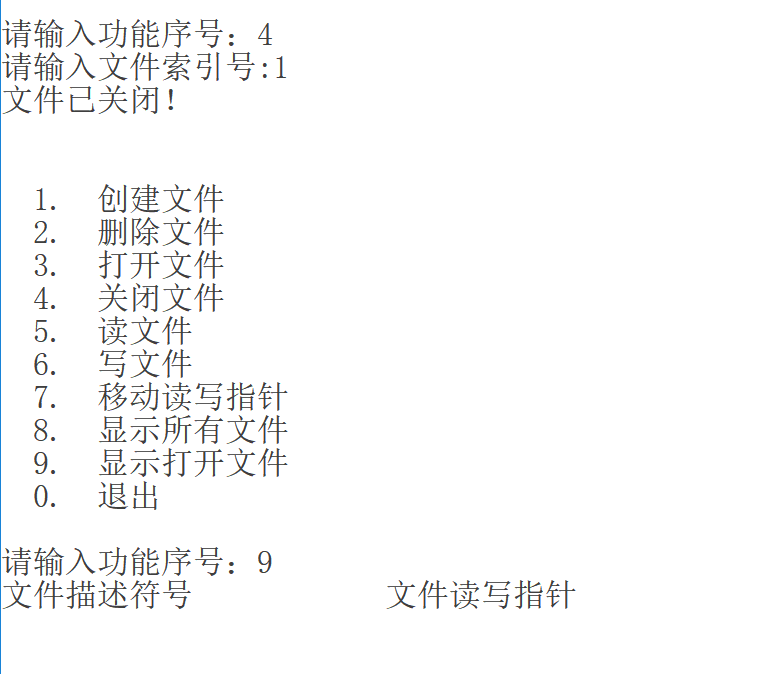 请输入功能序号：4
请输入文件索引号:1
文件已关闭！
1. 创建文件
2. 删除文件
3. 打开文件
4. 关闭文件
5. 读文件
6. 写文件
7. 移动读写指针
8. 显示所有文件
9. 显示打开文件
0. 退出
请输入功能序号：9
文件描述符号 文件读写指针